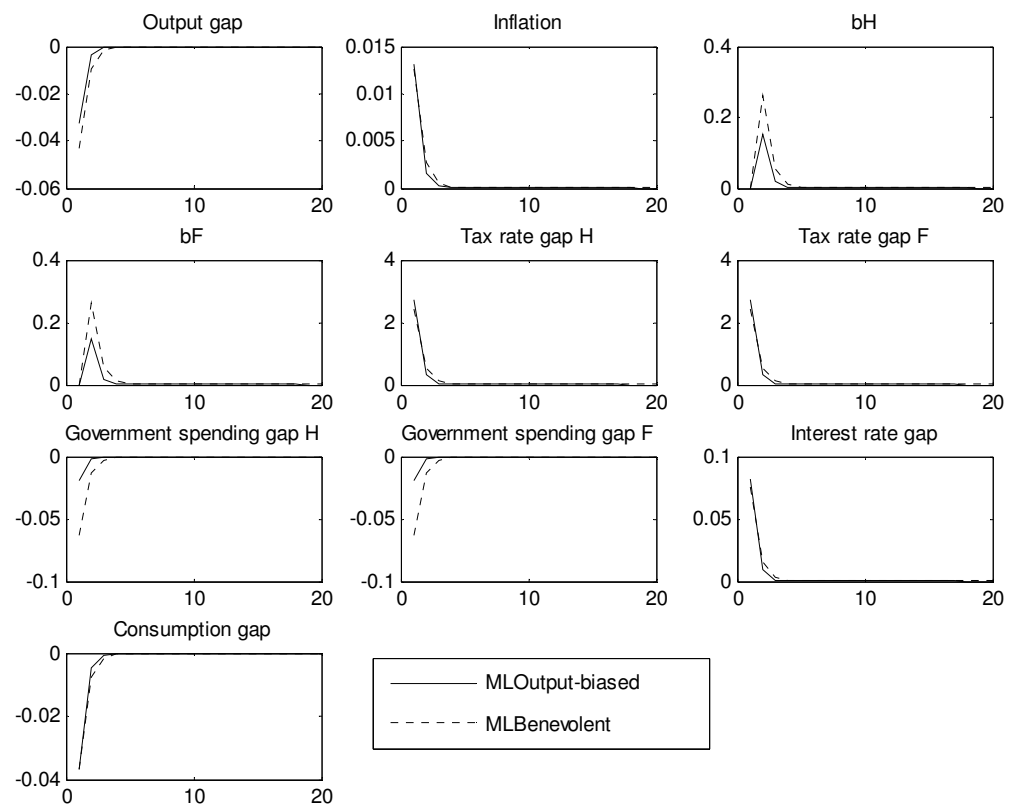 Output gap
0
-0.02
-0.04
-0.06
0 10 20
Inflation
0.015
0.01
0.005
0
0 10 20
bH
0.4
0.2
0
0 10 20
bF
0.4
0.2
0
0 10 20
Tax rate gap H
4
2
0
0 10 20
Tax rate gap F
4
2
0
0 10 20
Government spending gap H
0
-0.05
-0.1
0 10 20
Government spending gap F
0
-0.05
-0.1
0 10 20
Interest rate gap
0.1
0.05
0
0 10 20
Consumption gap
0
-0.02
-0.04
0 10 20
MLOutput-biased
MLBenevolent